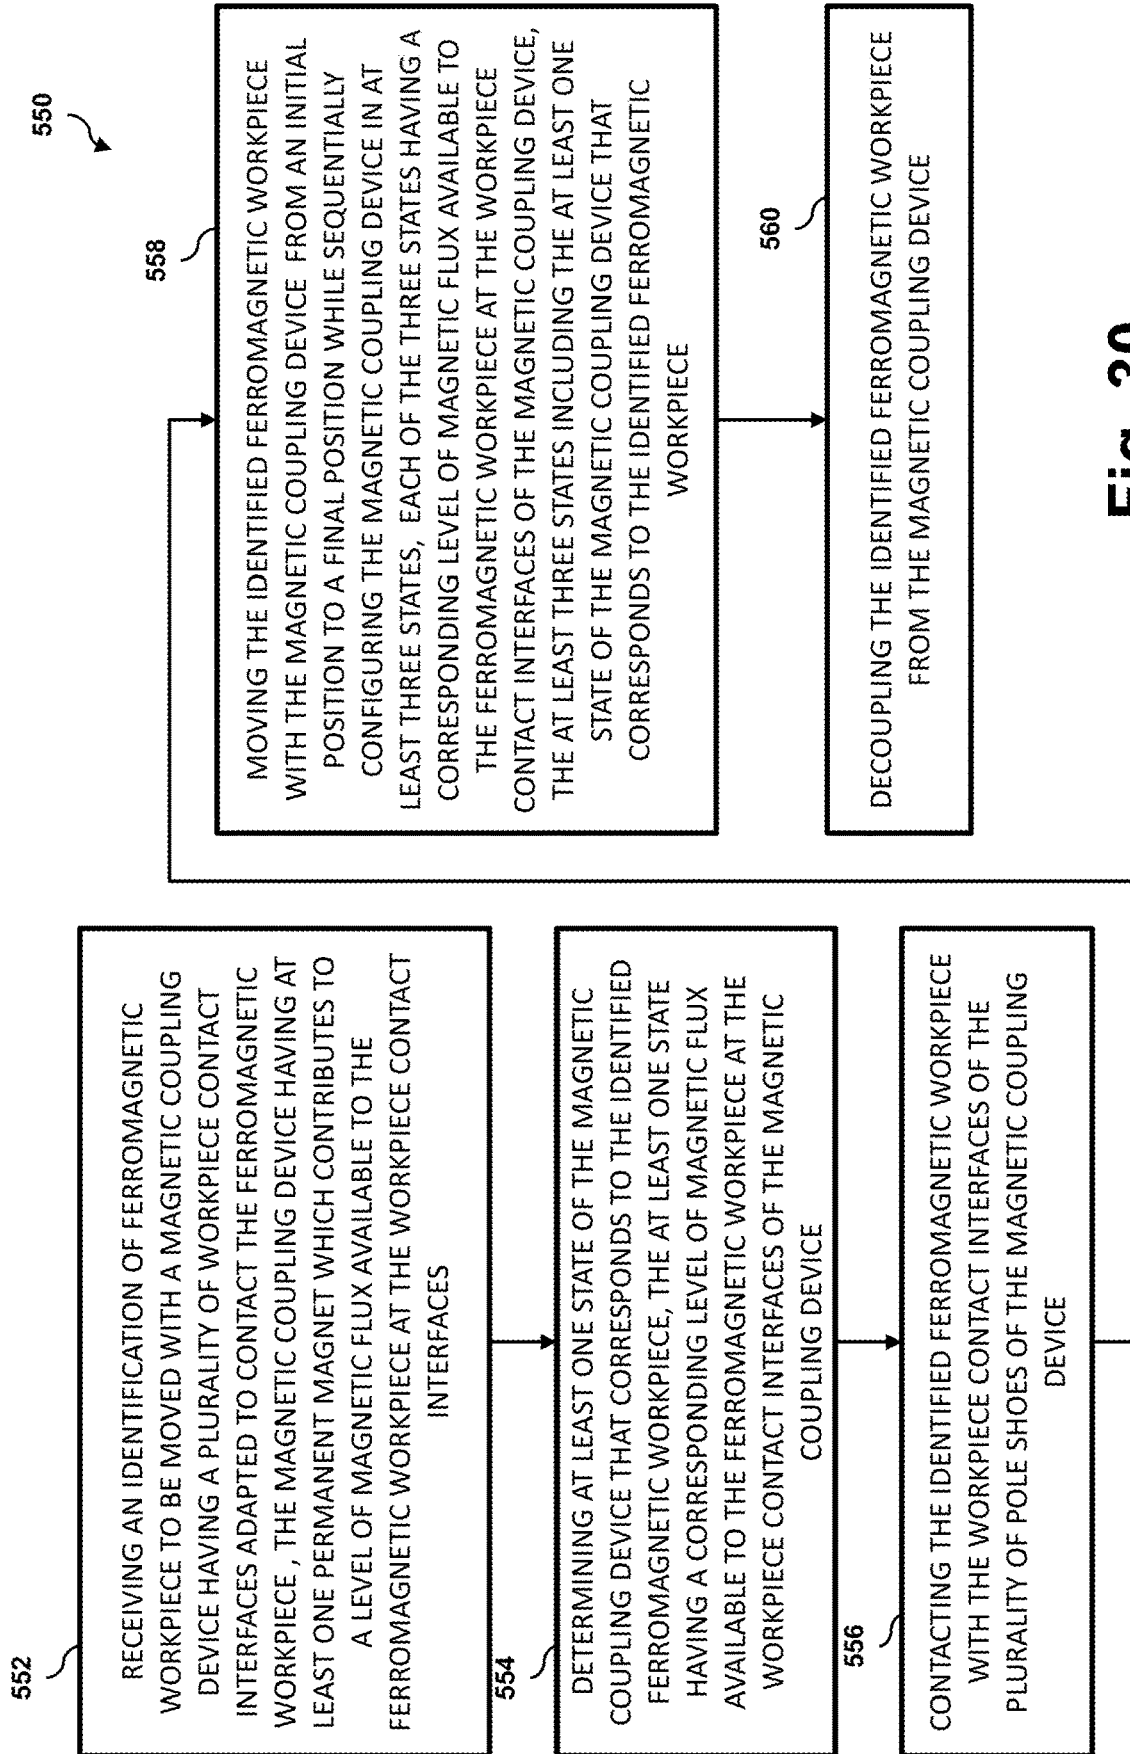 550
552
RECEIVING AN IDENTIFICATION OF FERROMAGNETIC
WORKPIECE TO BE MOVED WITH A MAGNETIC COUPLING
DEVICE HAVING A PLURALITY OF WORKPIECE CONTACT
INTERFACES ADAPTED TO CONTACT THE FERROMAGNETIC
WORKPIECE , THE MAGNETIC COUPLING DEVICE HAVING AT
LEAST ONE PERMANENT MAGNET WHICH CONTRIBUTES TO
A LEVEL OF MAGNETIC FLUX AVAILABLE TO THE
FERROMAGNETIC WORKPIECE AT THE WORKPIECE CONTACT
INTERFACES
554
DETERMINING AT LEAST ONE STATE OF THE MAGNETIC
COUPLING DEVICE THAT CORRESPONDS TO THE IDENTIFIED
FERROMAGNETIC WORKPIECE, THE AT LEAST ONE STATE
HAVING A CORRESPONDING LEVEL OF MAGNETIC FLUX
AVAILABLE TO THE FERROMAGNETIC WORKPIECE AT THE
WORKPIECE CONTACT INTERFACES OF THE MAGNETIC
COUPLING DEVICE
556
CONTACTING THE IDENTIFIED FERROMAGNETIC WORKPIECE
WITH THE WORKPIECE CONTACT INTERFACES OF THE
PLURALITY OF POLE SHOES OF THE MAGNETIC COUPLING
DEVICE
558
MOVING THE IDENTIFIED FERROMAGNETIC WORKPIECE
WITH THE MAGNETIC COUPLING DEVICE FROM AN INITIAL
POSITION TO A FINAL POSITION WHILE SEQUENTIALLY
CONFIGURING THE MAGNETIC COUPLING DEVICE IN AT
LEAST THREE STATES, EACH OF THE THREE STATES HAVING A
CORRESPONDING LEVEL OF MAGNETIC FLUX AVAILABLE TO
THE FERROMAGNETIC WORKPIECE AT THE WORKPIECE
CONTACT INTERFACES OF THE MAGNETIC COUPLING DEVICE,
THE AT LEAST THREE STATES INCLUDING THE AT LEAST ONE
STATE OF THE MAGNETIC COUPLING DEVICE THAT
CORRESPONDS TO THE IDENTIFIED FERROMAGNETIC
WORKPIECE
560
DECOUPLING THE IDENTIFIED FERROMAGNETIC WORKPIECE
FROM THE MAGNETIC COUPLING DEVICE
Fig.